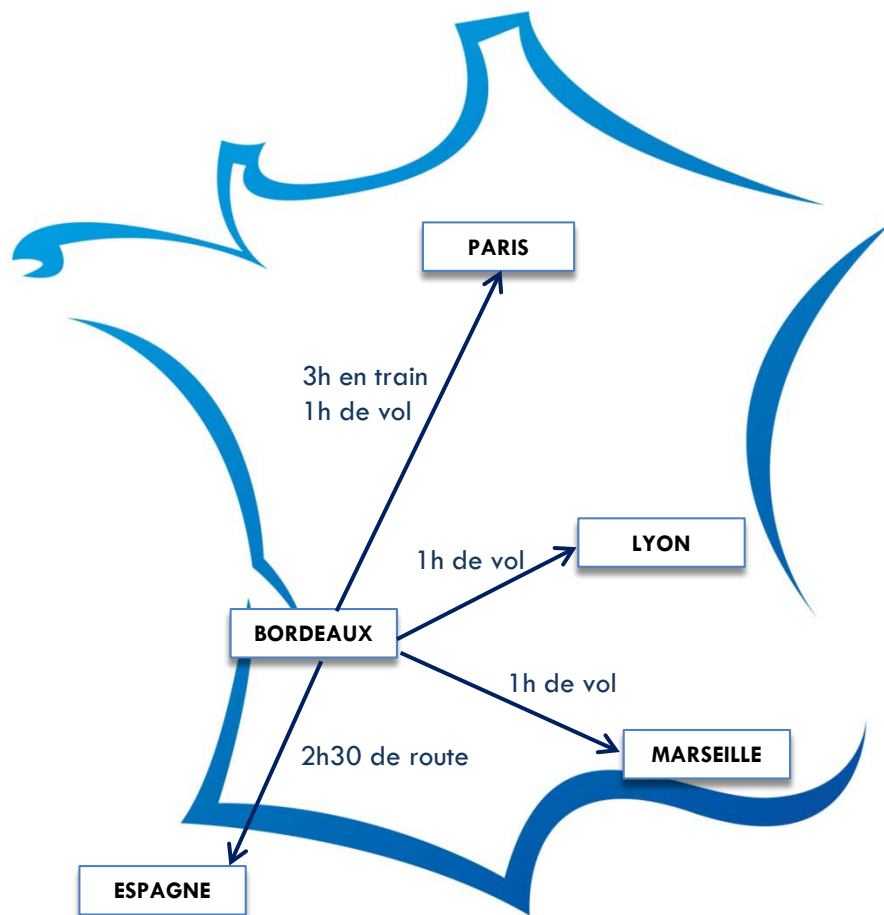 PARIS
3h en train
1h de vol
LYON
1h de vol
BORDEAUX
1h de vol
MARSEILLE
2h30 de route
ESPAGNE